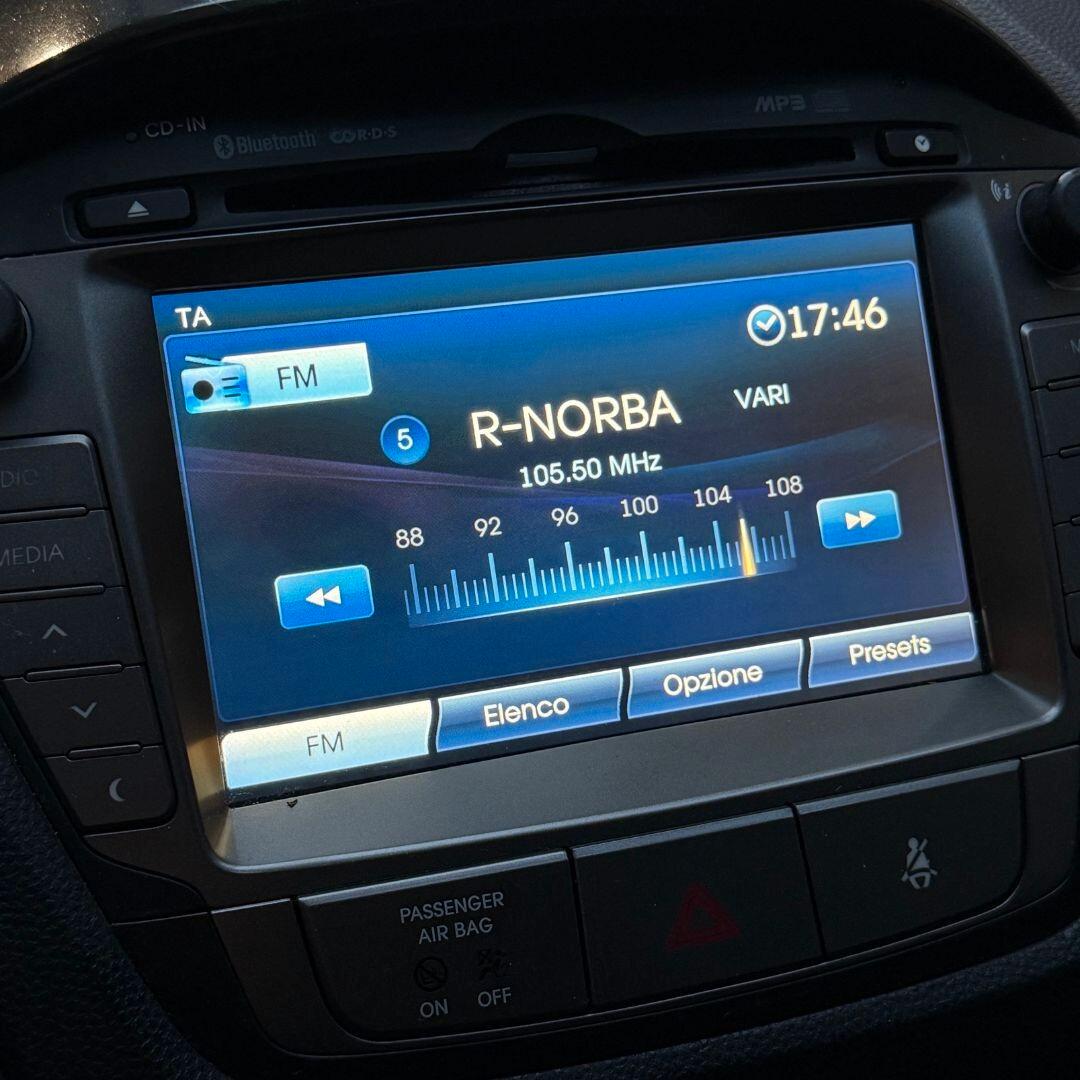 CD-IN
Bluetooth
R·D·S
MP3
TA
17:46
FM
5
R-NORBA
VARI
105.50 MHz
88 92 96 100 104 108
FM
Elenco
Opzione
Presets
MEDIA
PASSENGER
AIR BAG
ON OFF